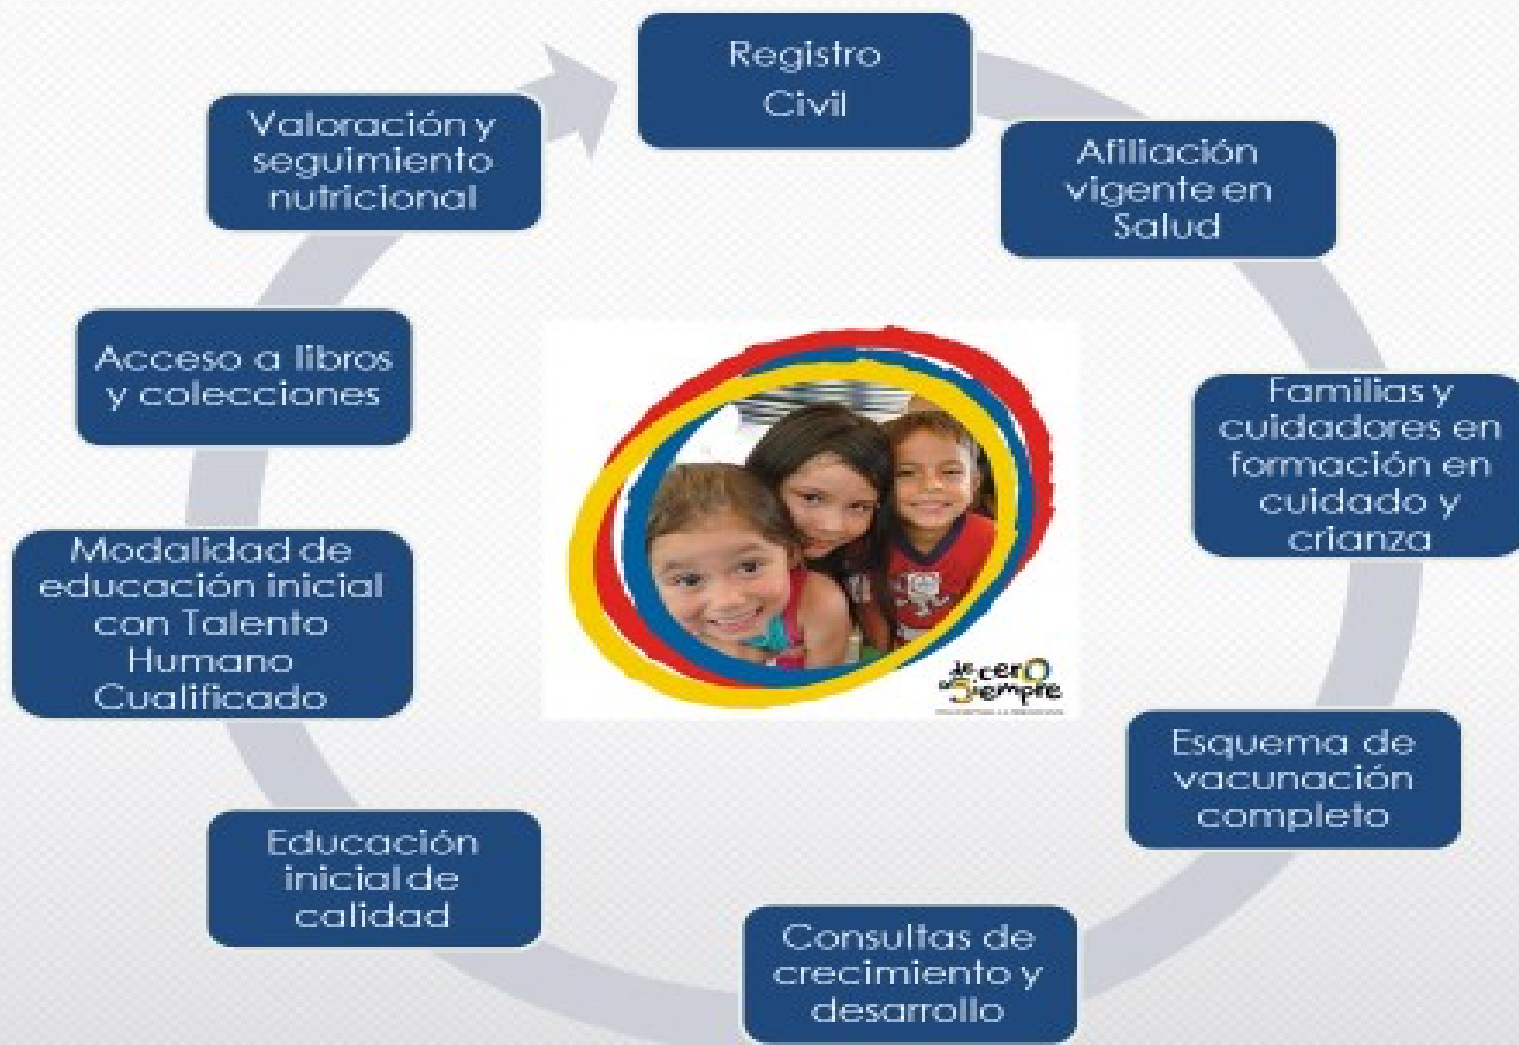 Registro
Civil
Afiliación
vigente en
Salud
Familias y
cuidadores en
formación en
cuidado y
crianza
Esquema de
vacunación
completo
Consultas de
crecimiento y
desarrollo
Educación
inicial de
calidad
Modalidad de
educación inicial
con Talento
Humano
Cualificado
Acceso a libros
y colecciones
Valoración y
seguimiento
nutricional
de cero
a Siempre